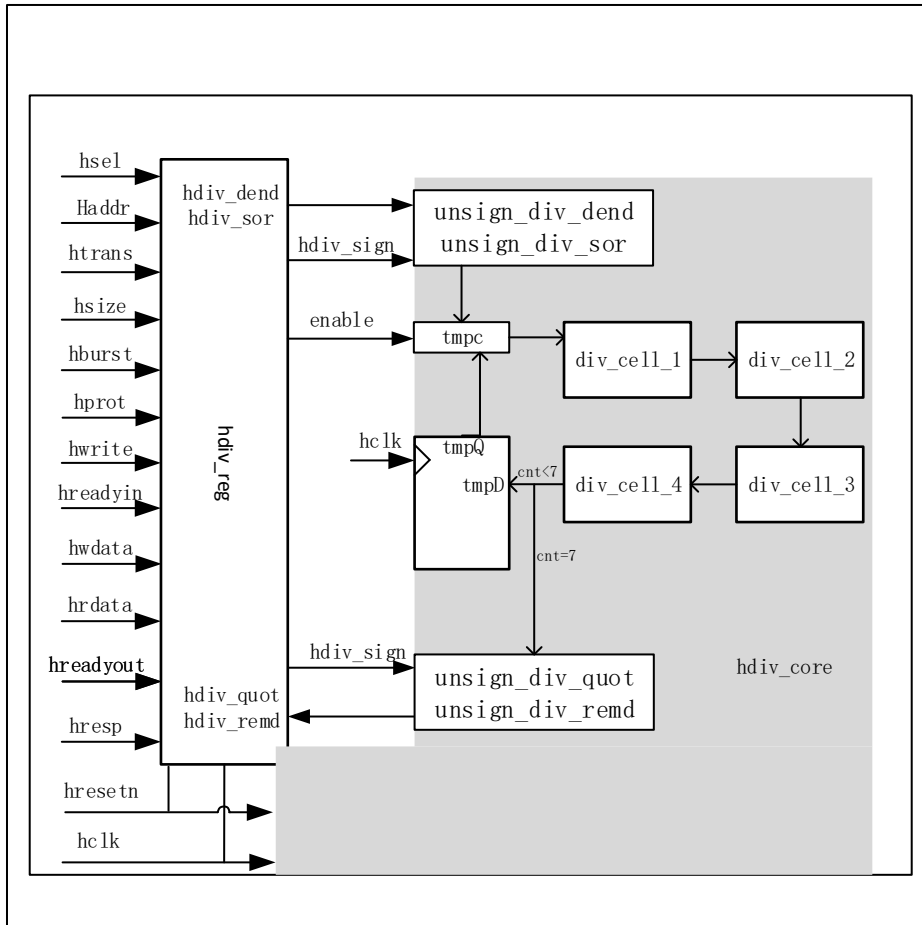 hsel
Haddr
htrans
hsize
hburst
hprot
hwrite
hreadyin
hwdata
hrdata
hreadyout
hresp
hresetn
hclk
hdiv_dend
hdiv_sor
hdiv_reg
hdiv_quot
hdiv_remd
hdiv_sign
enable
hclk
hdiv_sign
unsign_div_dend
unsign_div_sor
tmpc
div_cell_1
div_cell_2
tmpQ
tmpD
cnt<7
div_cell_4
div_cell_3
cnt=7
unsign_div_quot
unsign_div_remd
hdiv_core